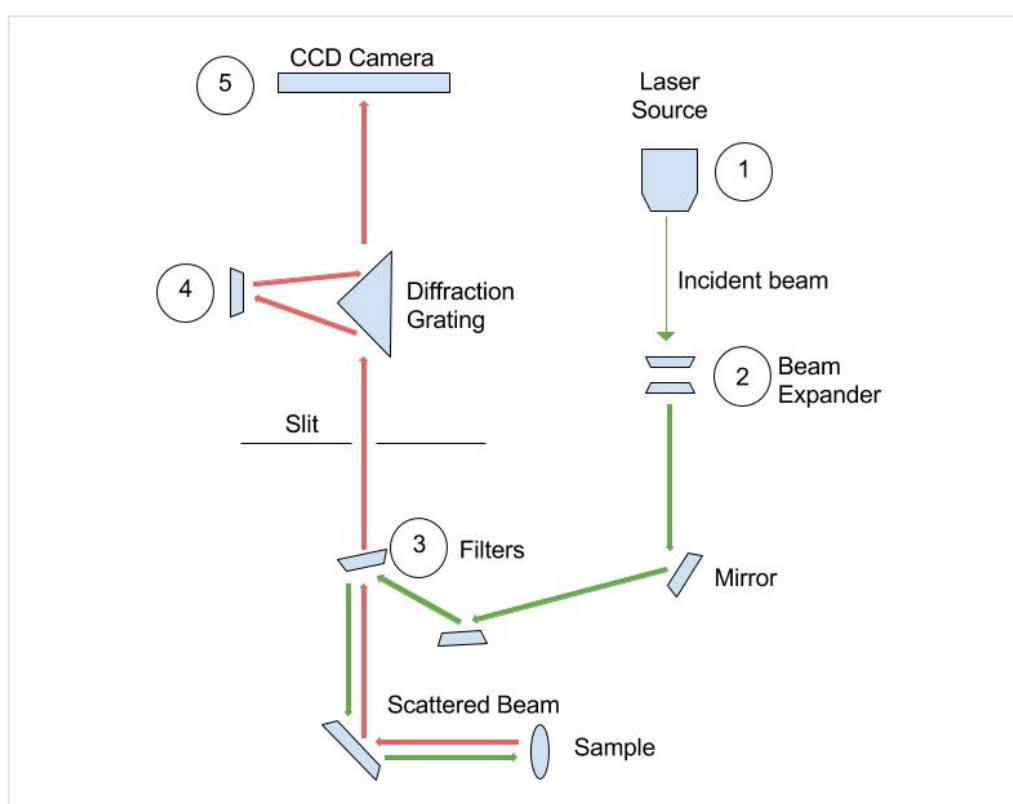 CCD Camera
5
Laser
Source
1
Incident beam
4
Diffraction
Grating
2
Beam
Expander
Slit
3
Filters
Mirror
Scattered Beam
Sample